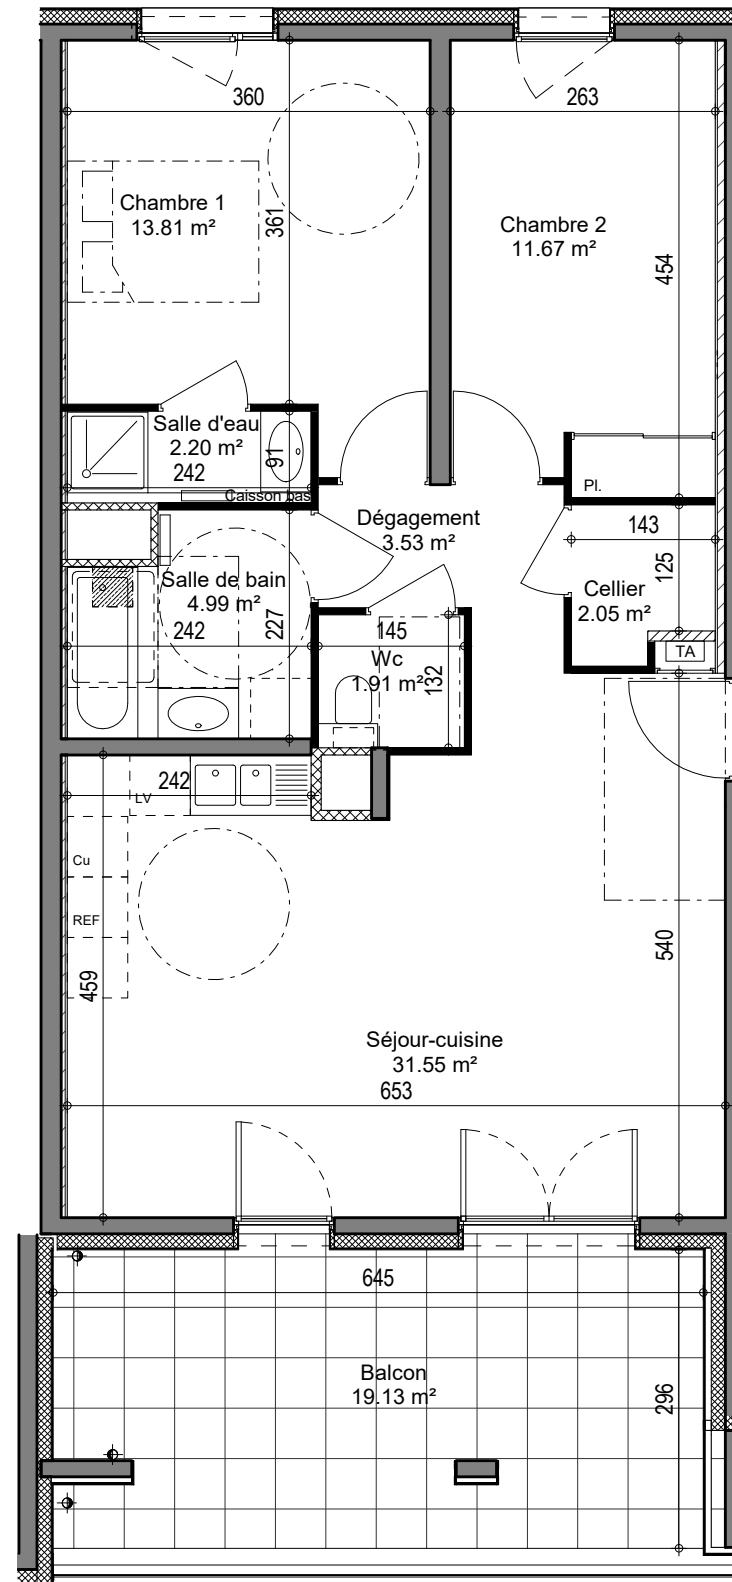 360
263
Chambre 1
13.81 m²
361
Chambre 2
11.67 m²
454
Salle d'eau
2.20 m²
242
91
Caisson bas
Pl.
Dégagement
3.53 m²
143
125
Cellier
2.05 m²
Salle de bain
4.99 m²
242
227
145
Wc
1.91 m²
132
TA
242
LV
Cu
REF
459
540
Séjour-cuisine
31.55 m²
653
645
Balcon
19.13 m²
296